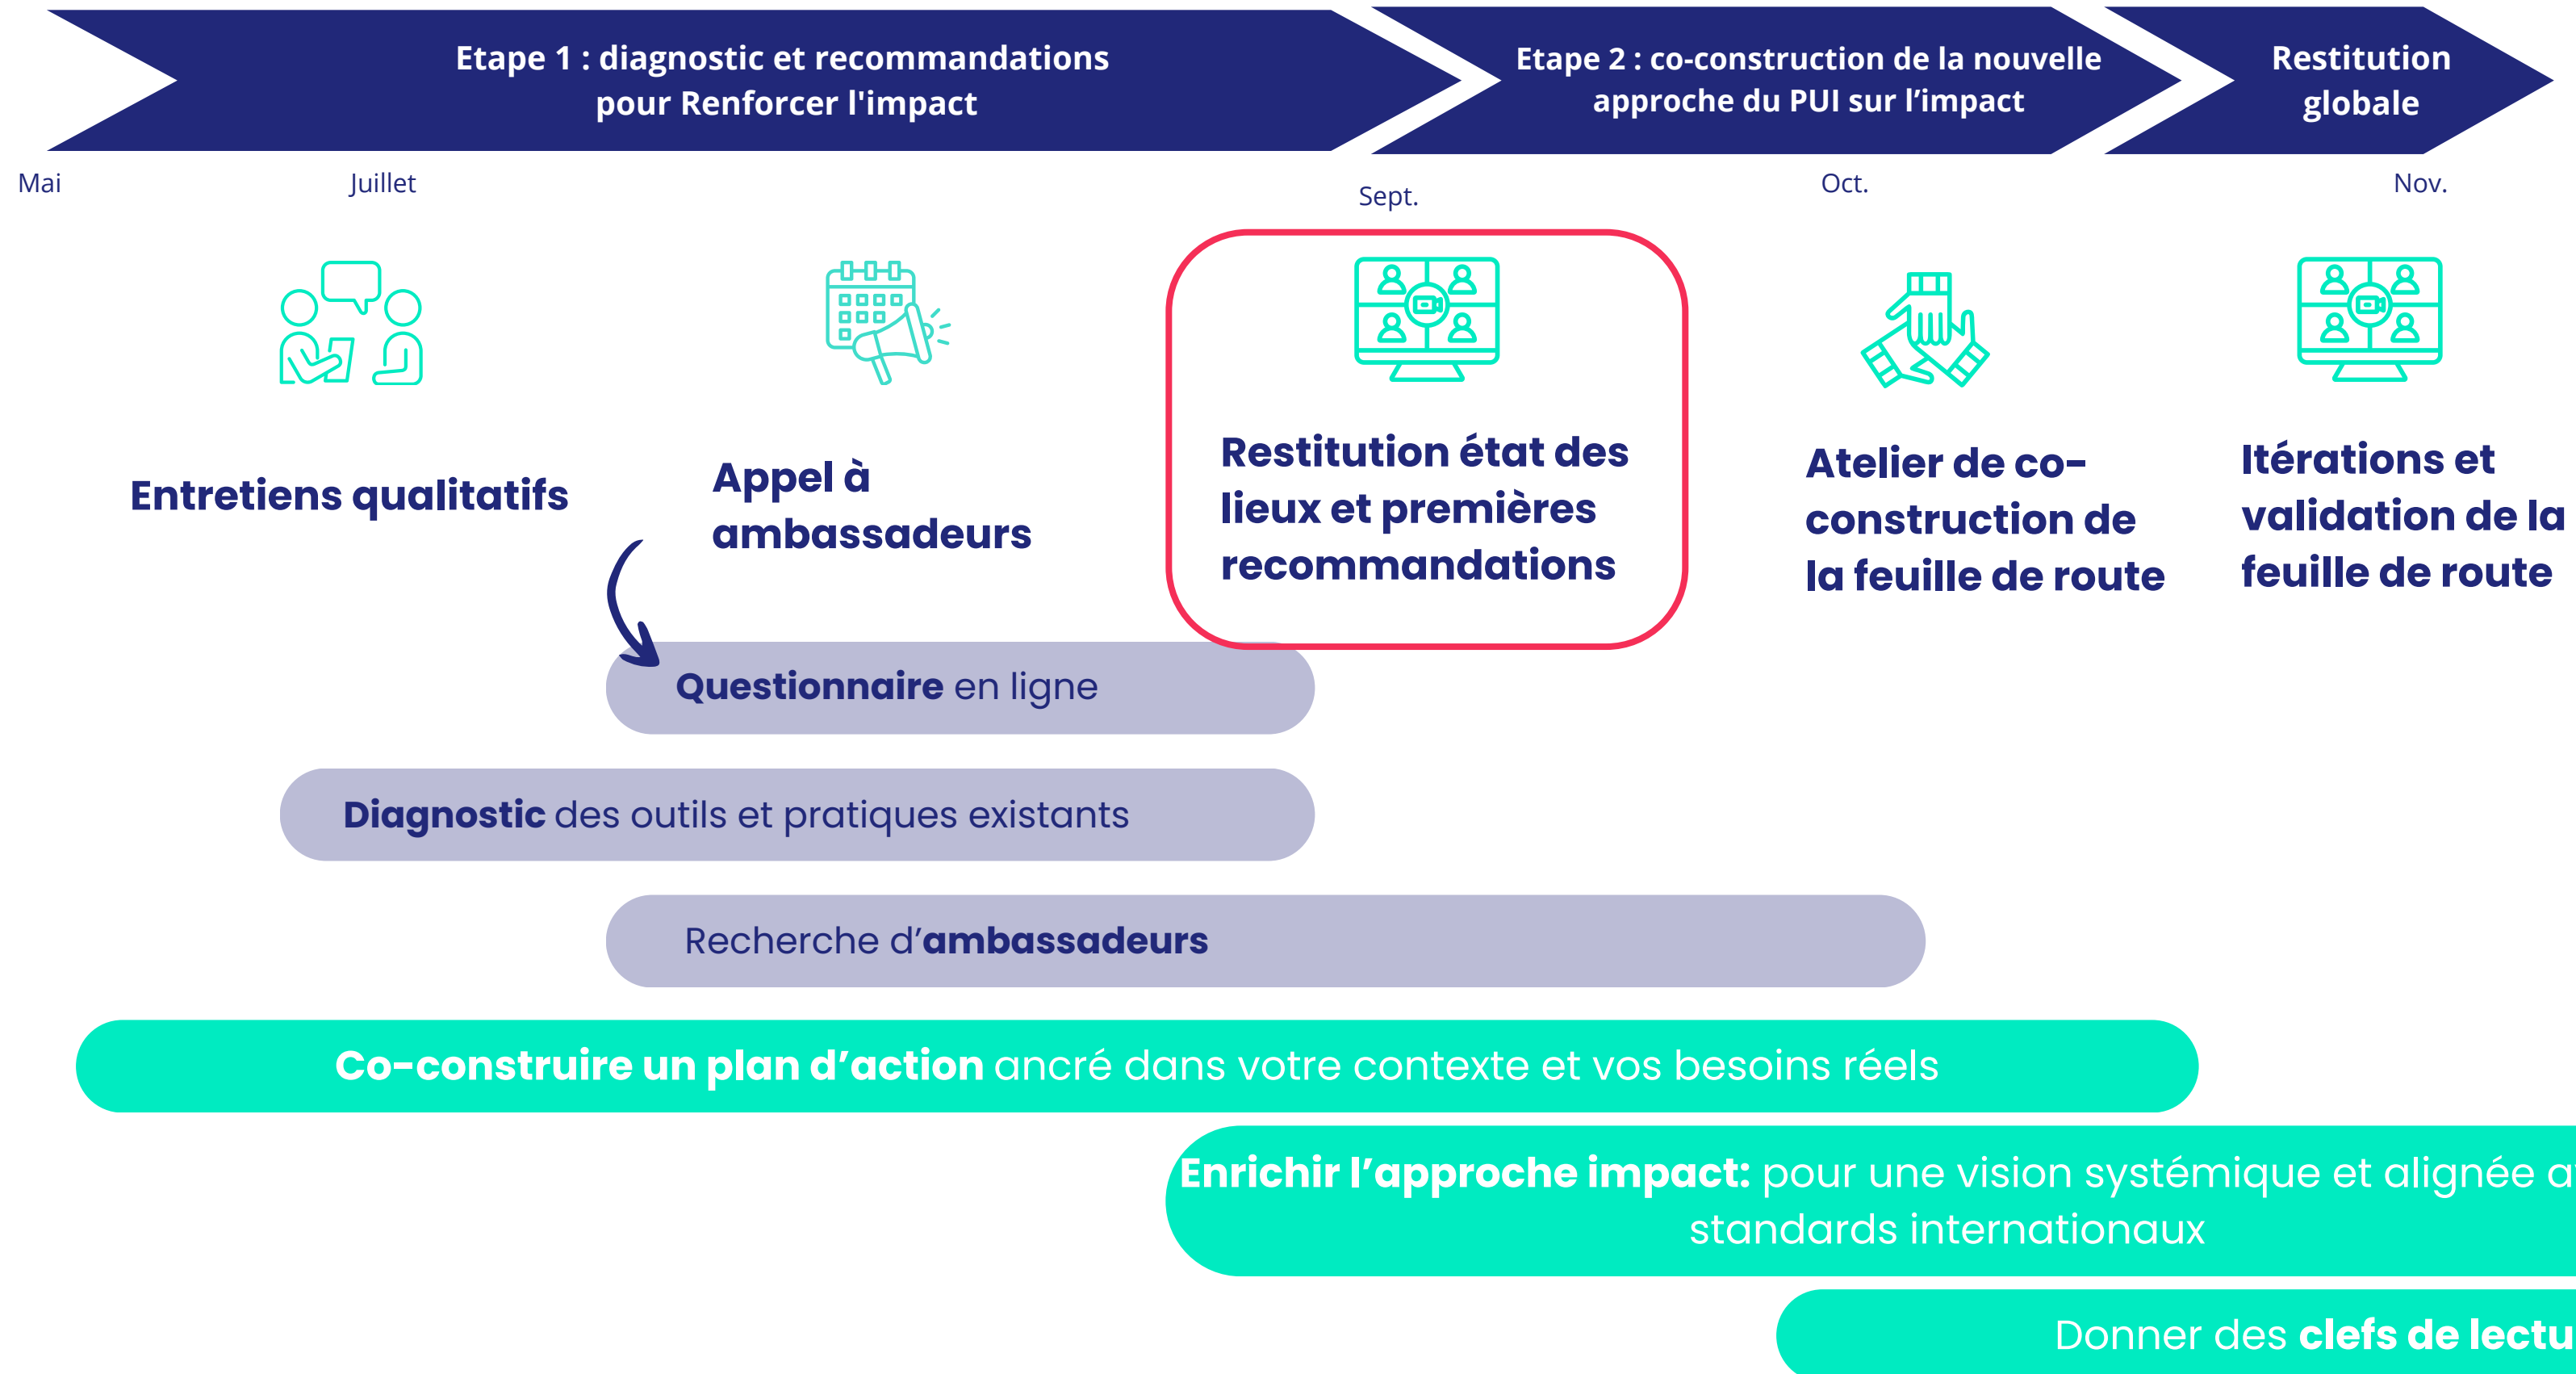 Etape 1 : diagnostic et recommandations
pour Renforcer l'impact
Etape 2 : co-construction de la nouvelle
approche du PUI sur l’impact
Restitution
globale
Mai
Juillet
Sept.
Oct.
Nov.
Entretiens qualitatifs
Appel à
ambassadeurs
Restitution état des
lieux et premières
recommandations
Atelier de co-
construction de
la feuille de route
Itérations et
validation de la
feuille de route
Questionnaire en ligne
Diagnostic des outils et pratiques existants
Recherche d’ambassadeurs
Co-construire un plan d’action ancré dans votre contexte et vos besoins réels
Enrichir l’approche impact: pour une vision systémique et alignée
standards internationaux
Donner des clefs de